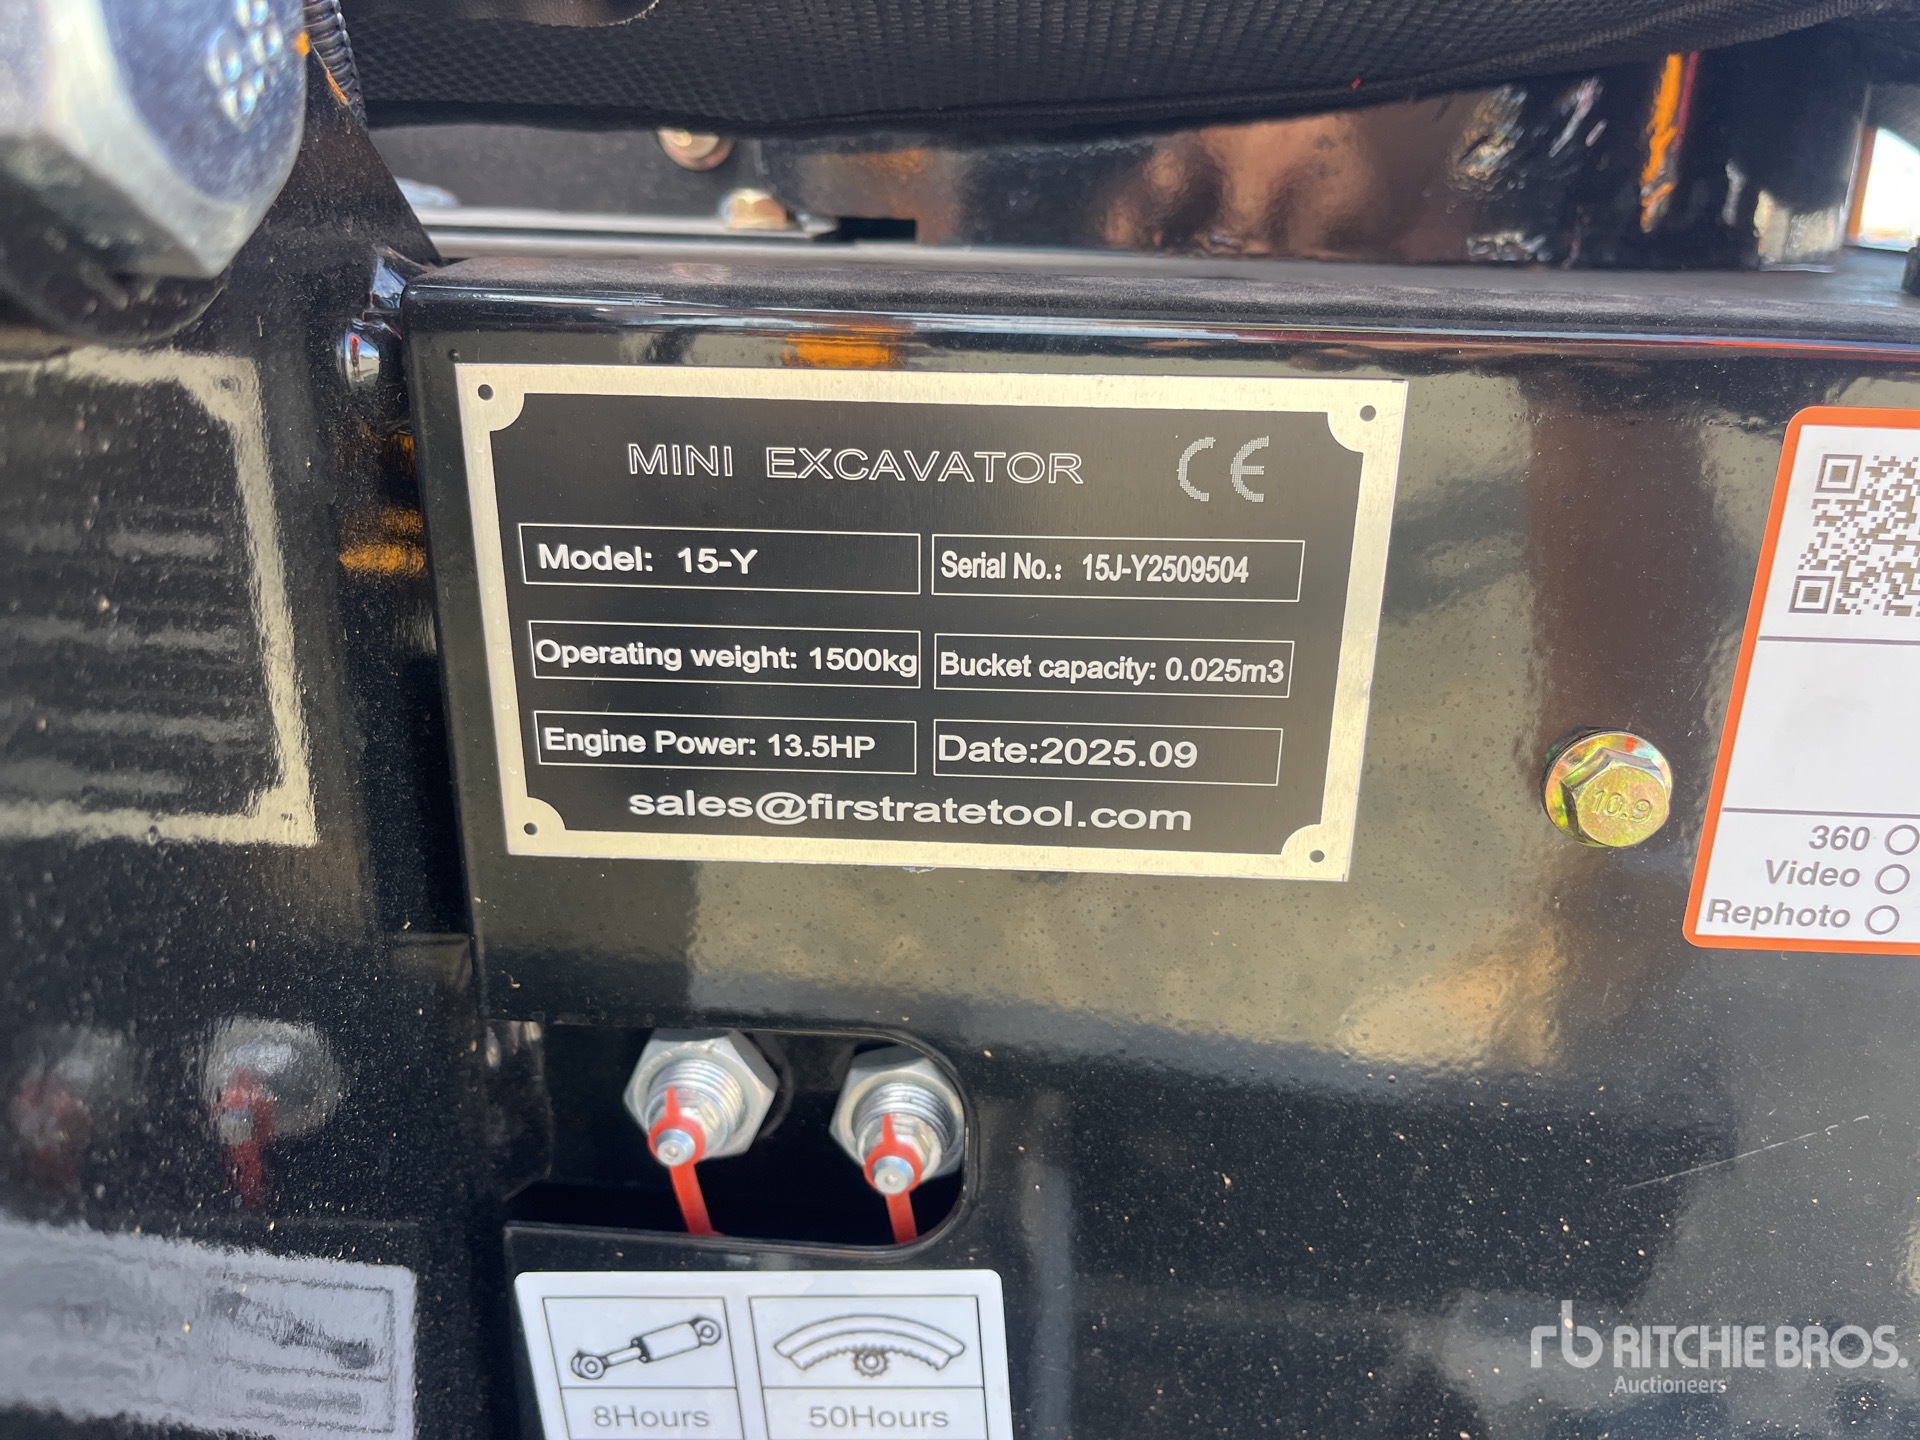 MINI EXCAVATOR CE
Model: 15-Y
Serial No.: 15J-Y2509504
Operating weight: 1500kg
Bucket capacity: 0.025m3
Engine Power: 13.5HP
Date:2025.09
sales@firstratetool.com
10.9
360
Video
Rephoto
8Hours
50Hours
rb RITCHIE BROS.
Auctioneers